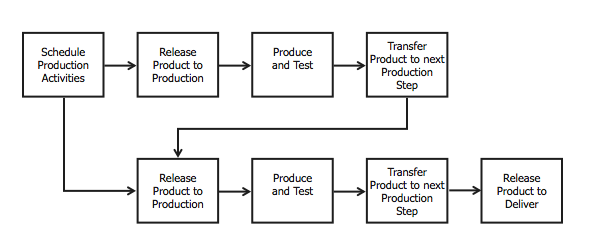 Schedule
Production
Activities
Release
Product to
Production
Produce
and Test
Transfer
Product to next
Production
Step
Release
Product to
Production
Produce
and Test
Transfer
Product to next
Production
Step
Release
Product to
Deliver